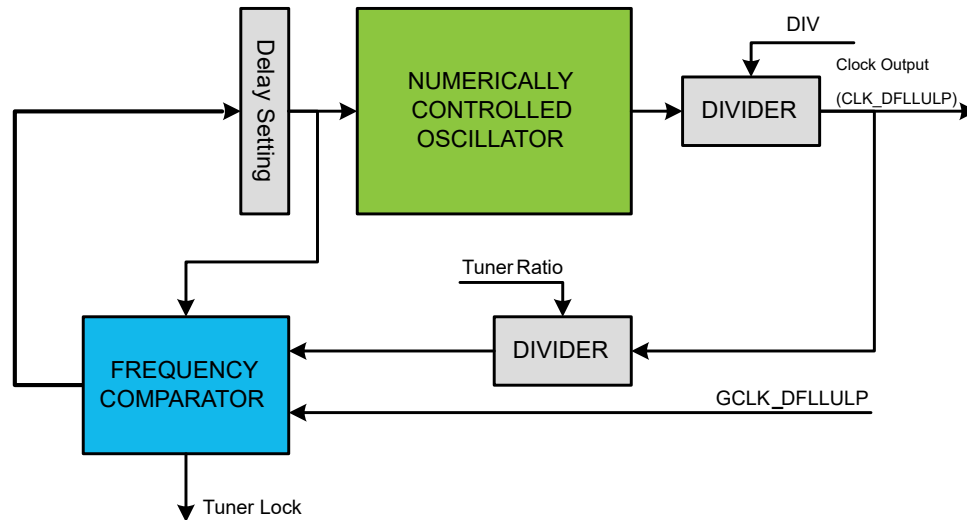 DIV
Clock Output
(CLK_DFLLULP)
Delay Setting
NUMERICALLY
CONTROLLED
OSCILLATOR
DIVIDER
Tuner Ratio
DIVIDER
FREQUENCY
COMPARATOR
GCLK_DFLLULP
Tuner Lock